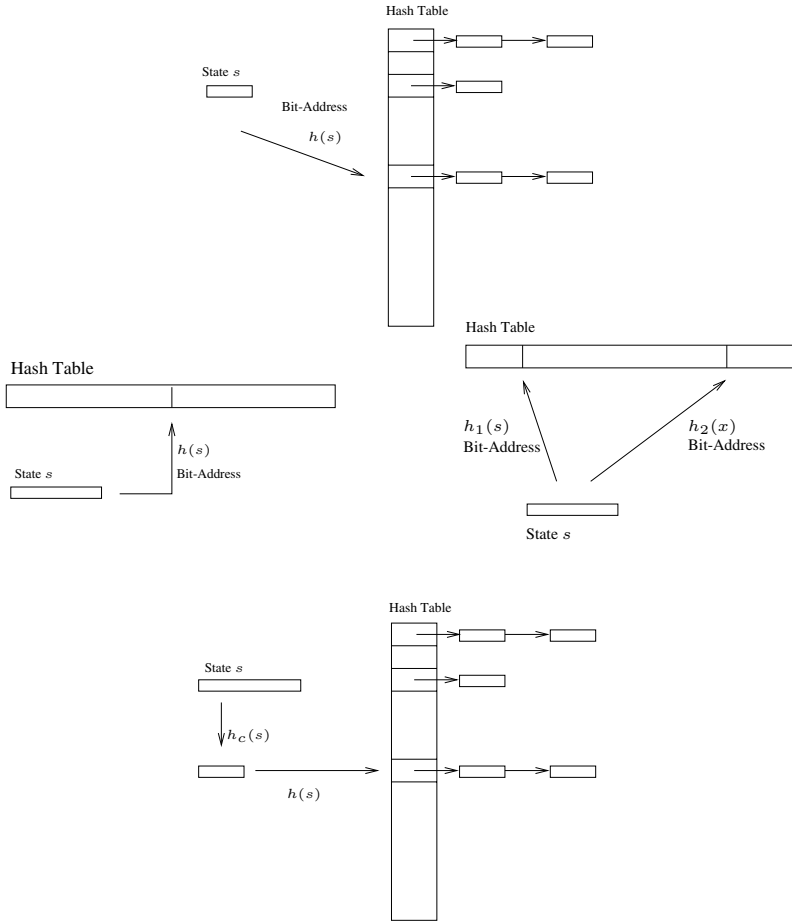 Hash Table
State s
Bit-Address
h(s)
Hash Table
Hash Table
h(s)
Bit-Address
State s
h₁(s)
Bit-Address
h₂(x)
Bit-Address
State s
Hash Table
State s
h_c(s)
h(s)